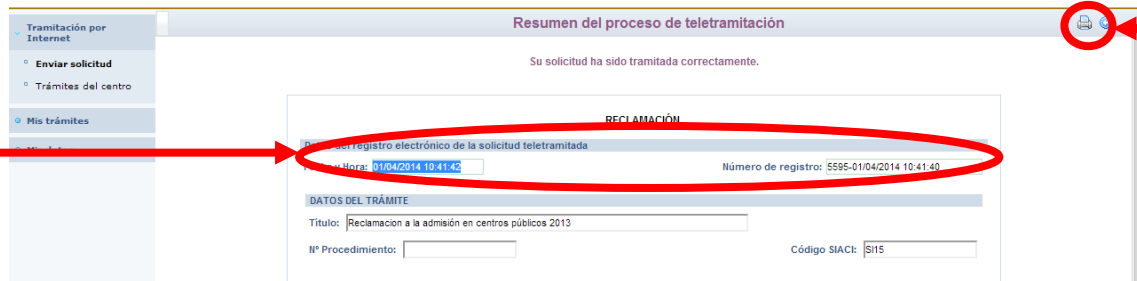 Resumen del proceso de teletramitación
Tramitación por
Internet
Enviar solicitud
Trámites del centro
Mis trámites
Su solicitud ha sido tramitada correctamente.
RECLAMACIÓN
del registro electrónico de la solicitud teletramitada
Hora: 01/04/2014 10:41:42 Número de registro: 5595-01/04/2014 10:41:40
DATOS DEL TRÁMITE
Titulo: Reclamacion a la admisión en centros públicos 2013
Nº Procedimiento: Código SIACI: SI15